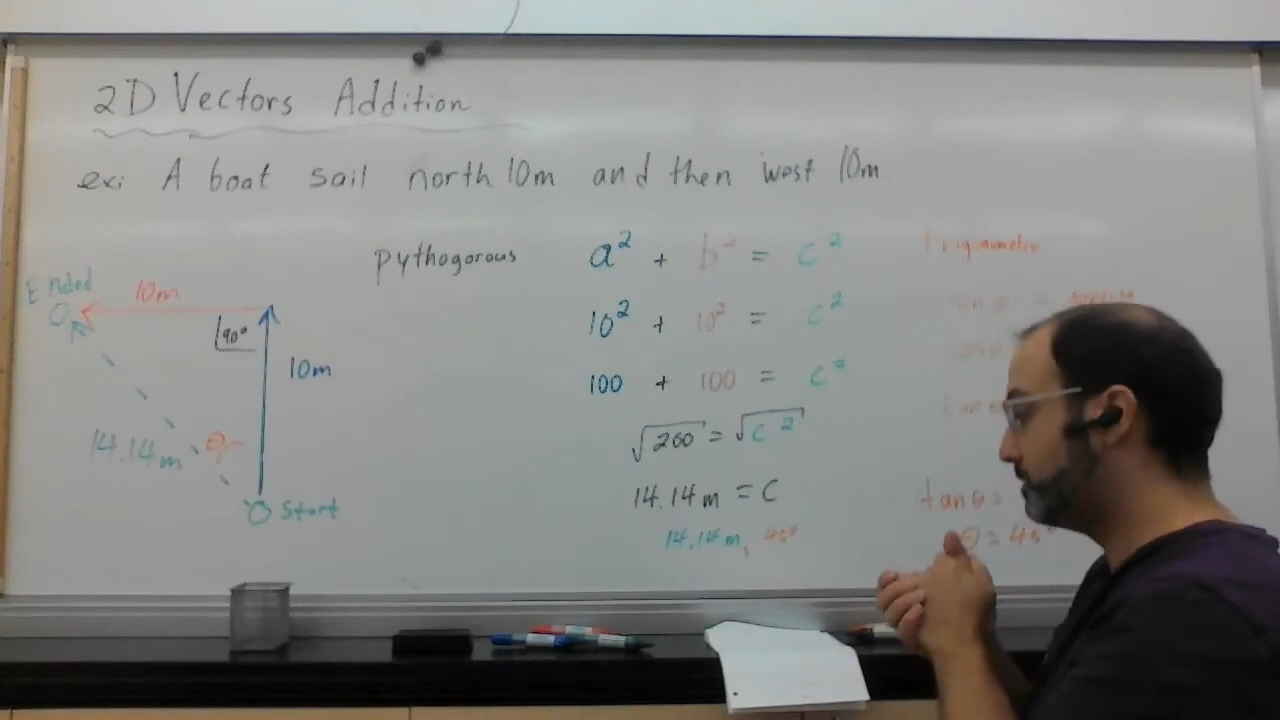 2D Vectors Addition
ex: A boat sail north 10m and then west 10m
pythogorous
a² + b² = c²
10² + 10² = c²
100 + 100 = c²
√200 = √c²
14.14m = C
14.14m, 45°
Ended
10m
90°
10m
14.14m
θ
Start
tan θ =
θ = 45°